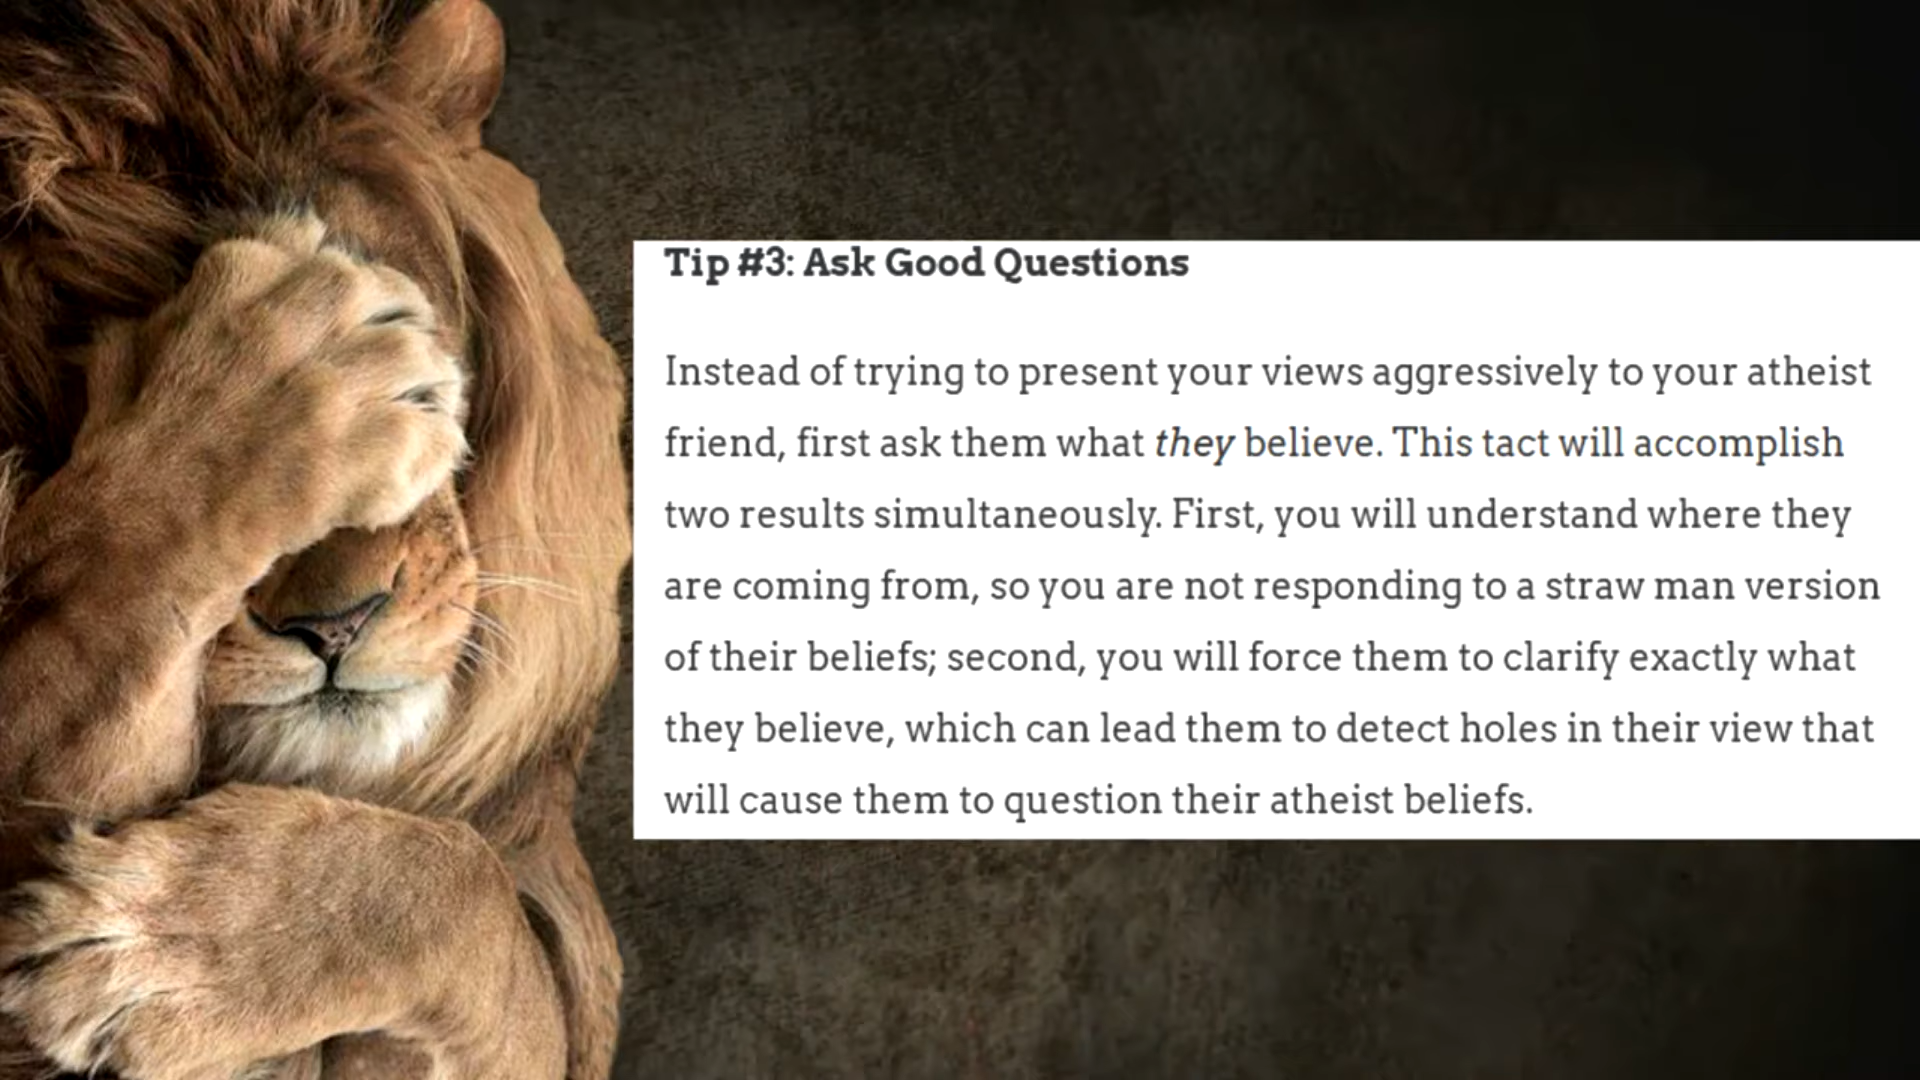 Tip #3: Ask Good Questions
Instead of trying to present your views aggressively to your atheist
friend, first ask them what they believe. This tact will accomplish
two results simultaneously. First, you will understand where they
are coming from, so you are not responding to a straw man version
of their beliefs; second, you will force them to clarify exactly what
they believe, which can lead them to detect holes in their view that
will cause them to question their atheist beliefs.